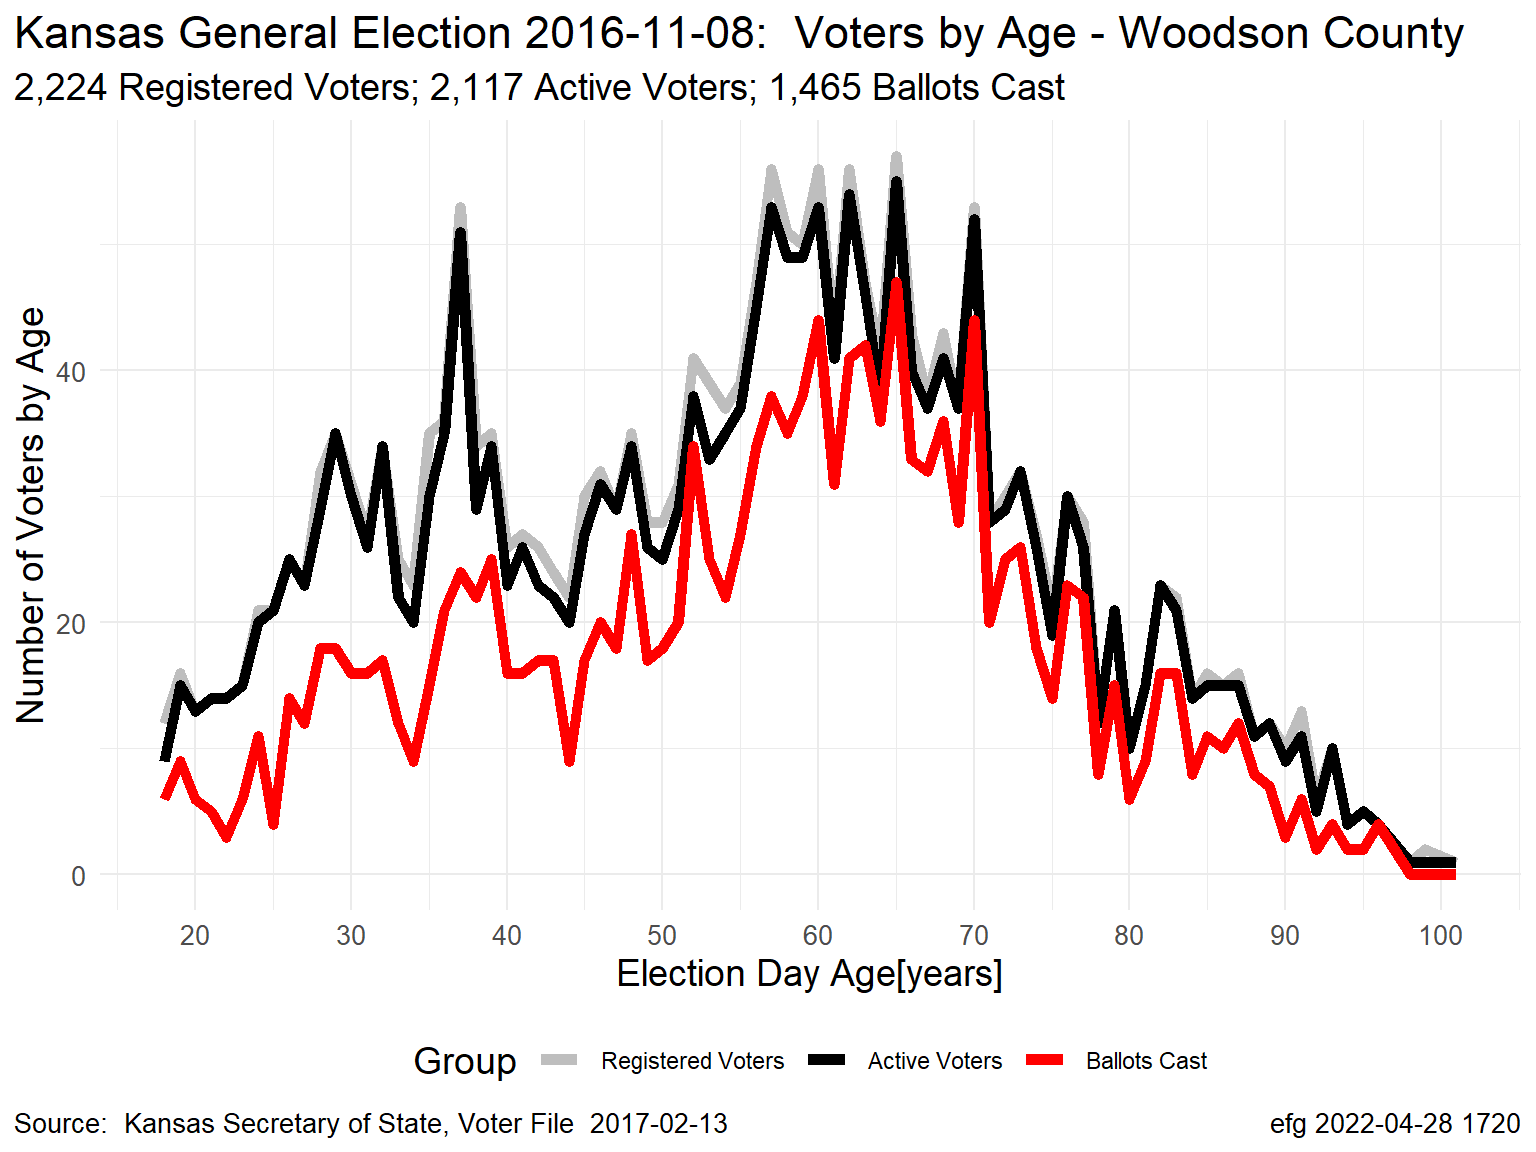 Kansas General Election 2016-11-08:  Voters by Age - Woodson County
2,224 Registered Voters; 2,117 Active Voters; 1,465 Ballots Cast
Number of Voters by Age
40
20
0
20 30 40 50 60 70 80 90 100
Election Day Age[years]
Group Registered Voters Active Voters Ballots Cast
Source:  Kansas Secretary of State, Voter File  2017-02-13
efg 2022-04-28 1720